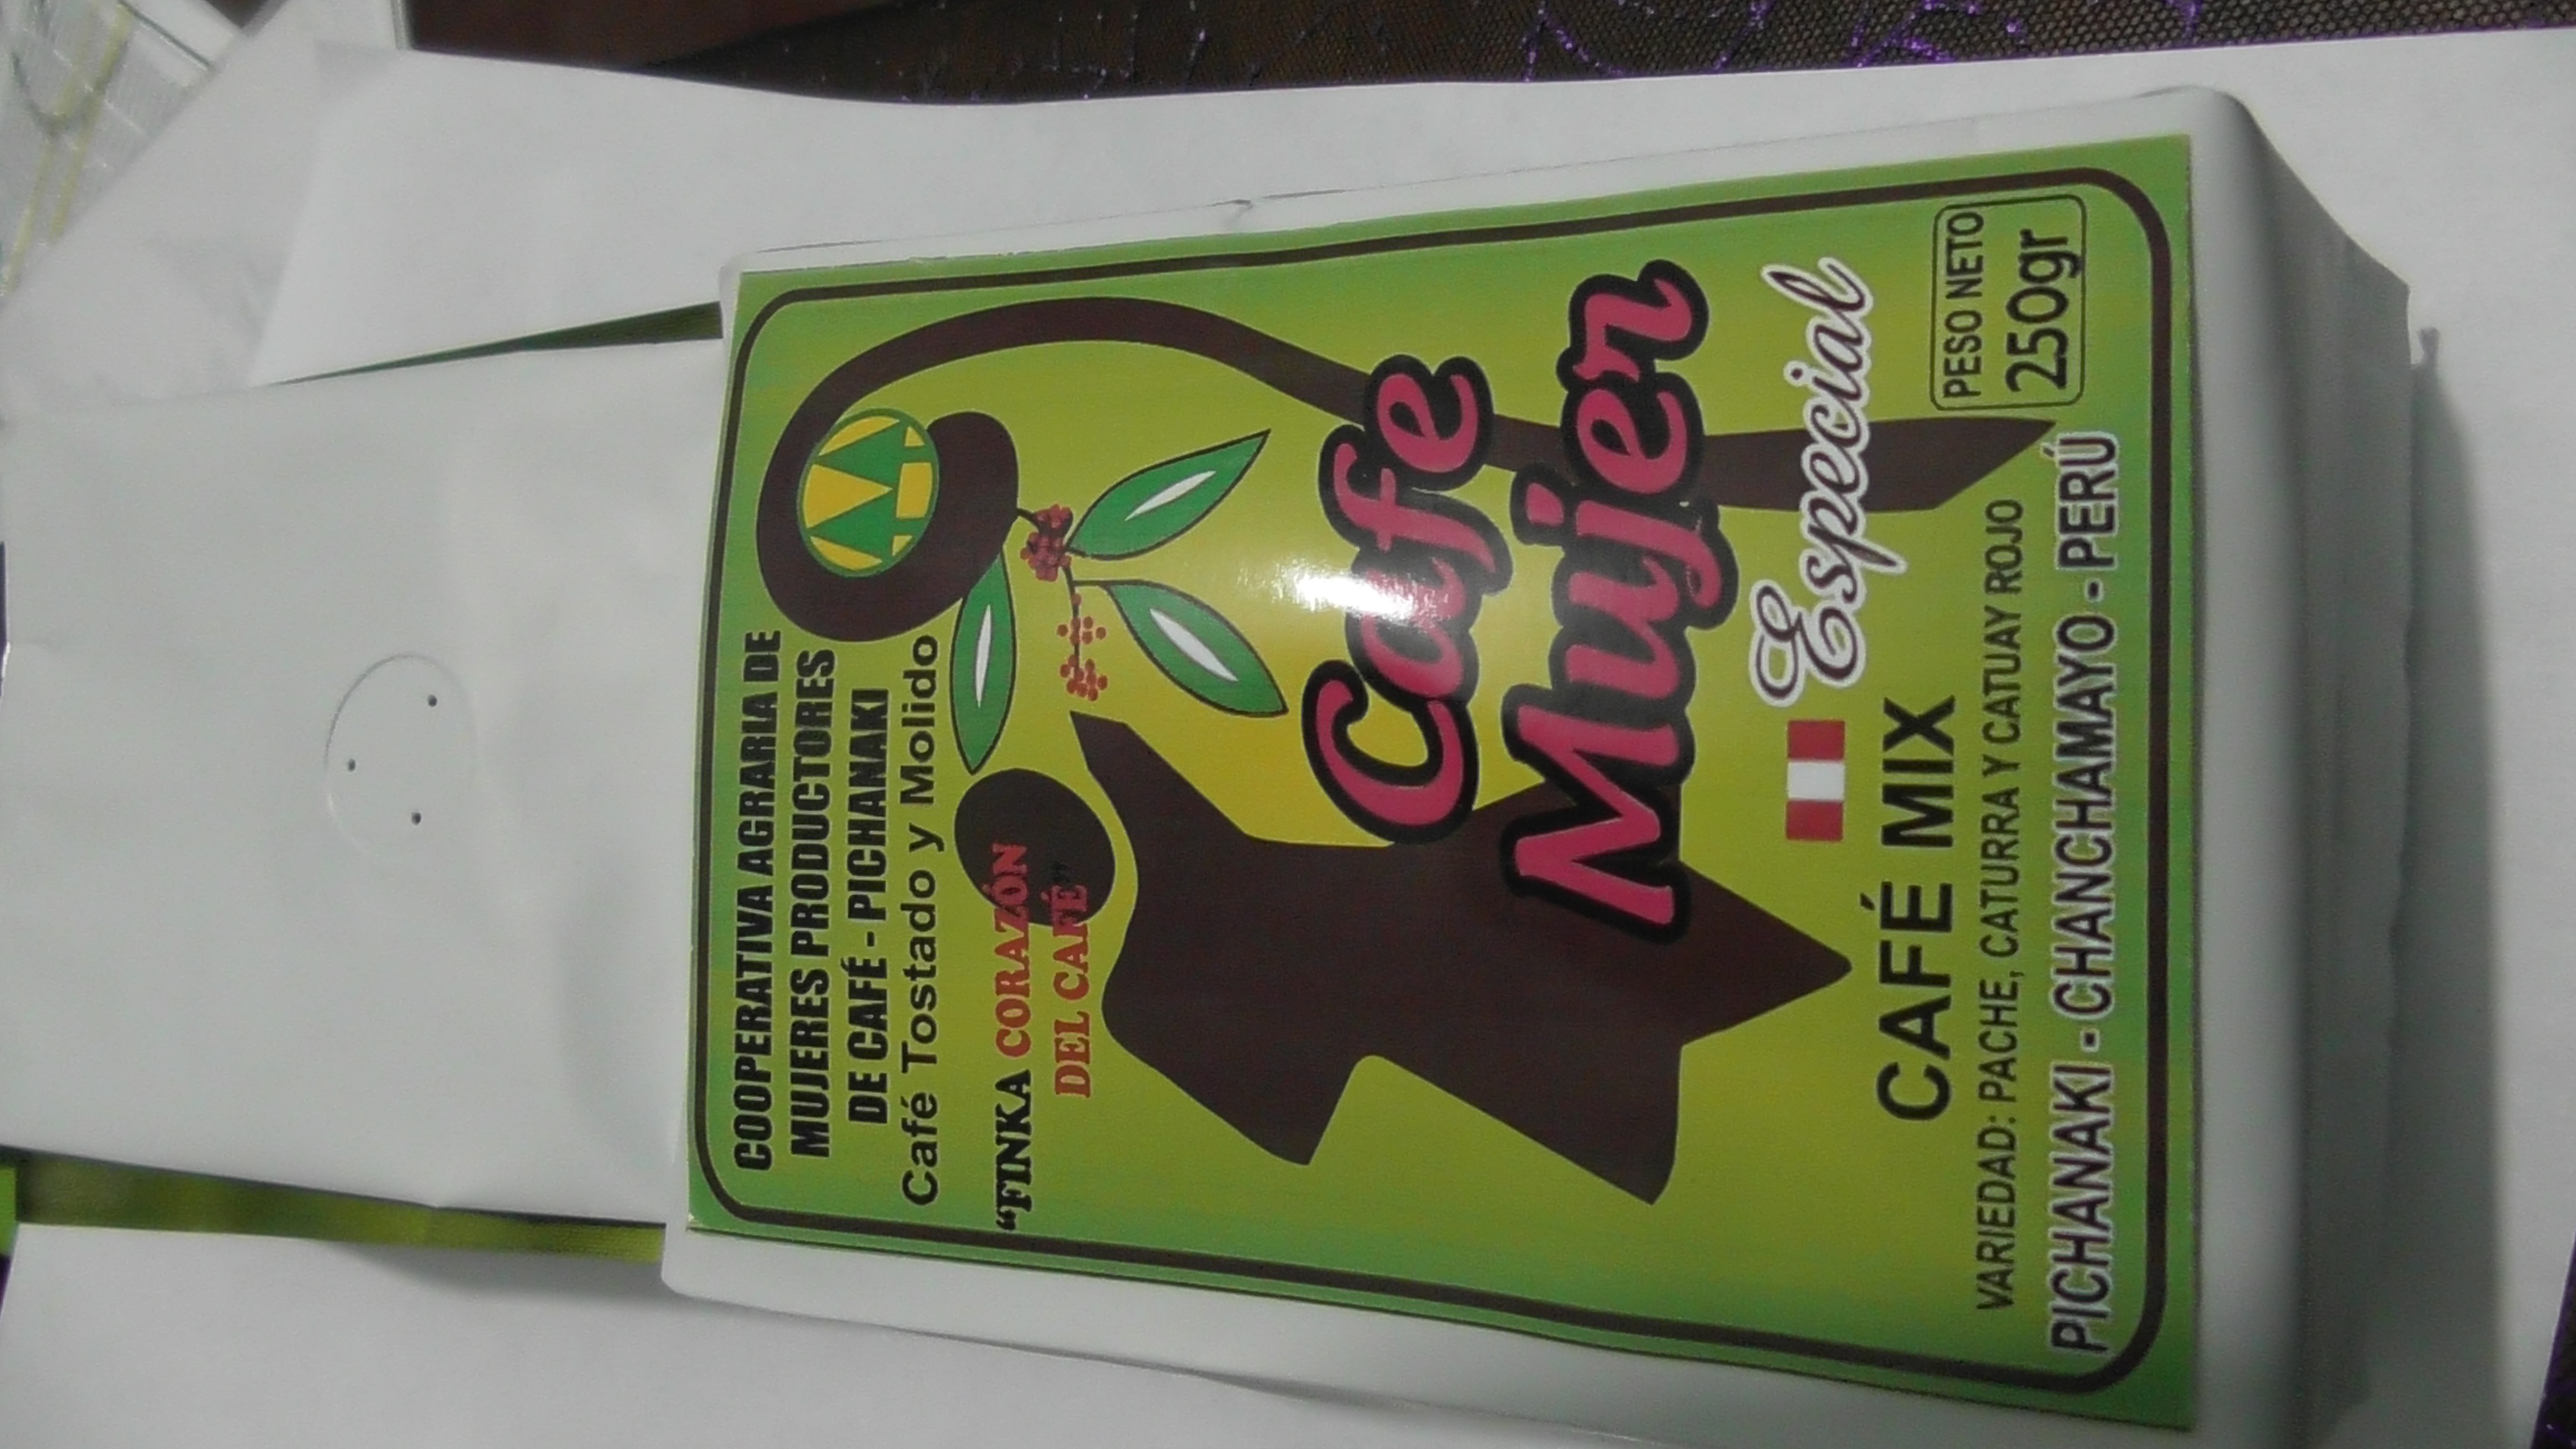 COOPERATIVA AGRARIA DE
MUJERES PRODUCTORES
DE CAFÉ - PICHANAKI
Café Tostado y Molido
"FINKA CORAZÓN
DEL CAFÉ"
Cafe
Mujer
Especial
CAFÉ MIX
PESO NETO
250gr
VARIEDAD: PACHE, CATURRA Y CATUAY ROJO
PICHANAKI - CHANCHAMAYO - PERÚ